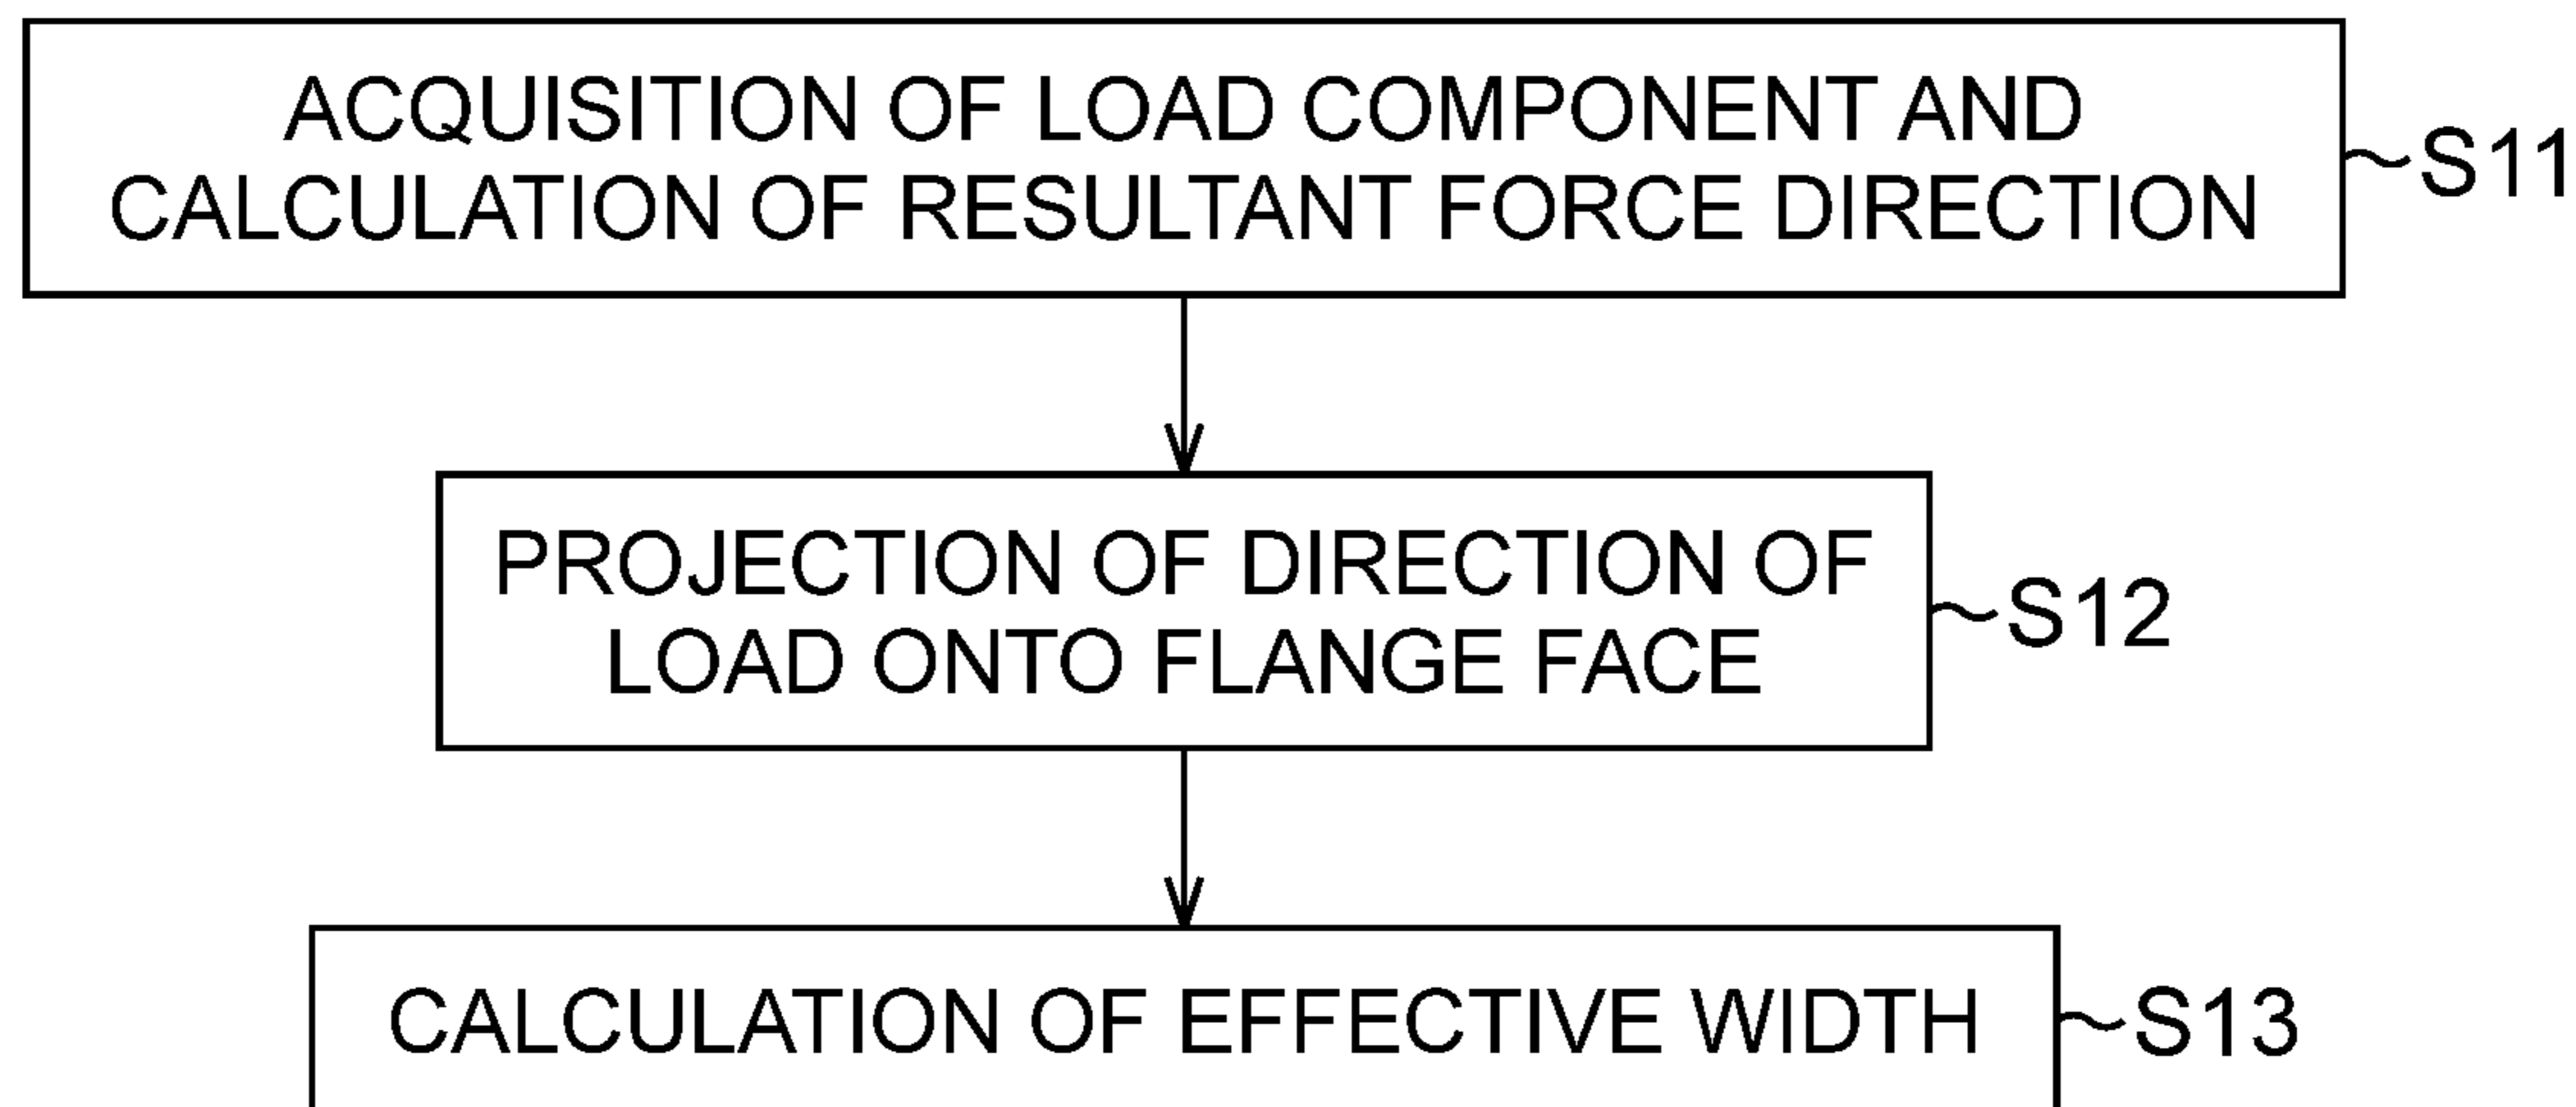 ACQUISITION OF LOAD COMPONENT AND
CALCULATION OF RESULTANT FORCE DIRECTION
S11
PROJECTION OF DIRECTION OF
LOAD ONTO FLANGE FACE
S12
CALCULATION OF EFFECTIVE WIDTH
S13